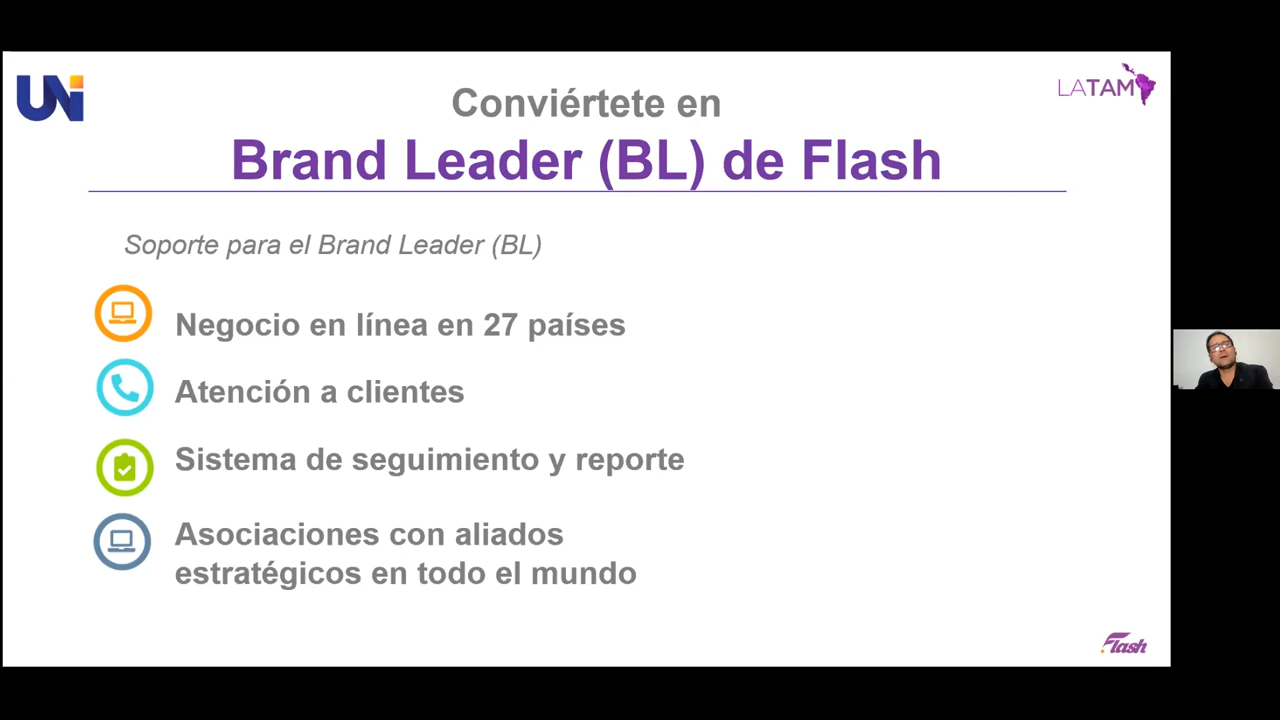 UNi
LATAM
Conviértete en
Brand Leader (BL) de Flash
Soporte para el Brand Leader (BL)
Negocio en línea en 27 países
Atención a clientes
Sistema de seguimiento y reporte
Asociaciones con aliados
estratégicos en todo el mundo
Flash